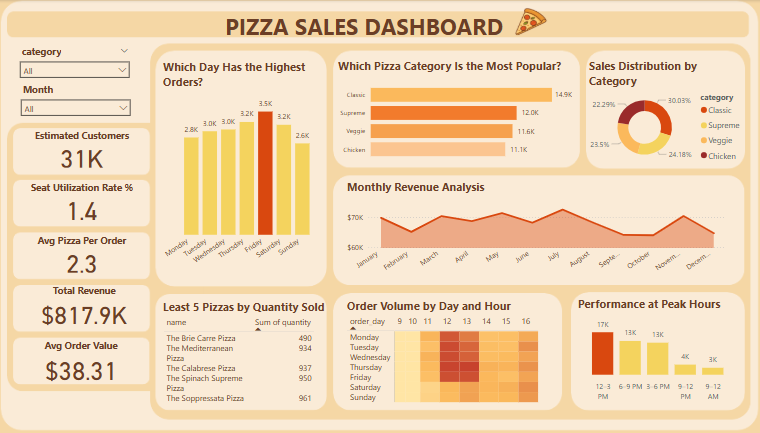 PIZZA SALES DASHBOARD
category
All
Month
All
Estimated Customers
31K
Seat Utilization Rate %
1.4
Avg Pizza Per Order
2.3
Total Revenue
$817.9K
Avg Order Value
$38.31
Which Day Has the Highest
Orders?
2.8K 3.0K 3.0K 3.2K 3.5K 3.2K 2.6K
Monday Tuesday Wednesday Thursday Friday Saturday Sunday
Which Pizza Category Is the Most Popular?
Classic 14.9K
Supreme 12.0K
Veggie 11.6K
Chicken 11.1K
Sales Distribution by
Category
22.29% 30.03%
23.5% 24.18%
category
Classic
Supreme
Veggie
Chicken
Monthly Revenue Analysis
$70K
$60K
January February March April May June July August Septe... October Novem... Decem...
Least 5 Pizzas by Quantity Sold
name Sum of quantity
The Brie Carre Pizza 490
The Mediterranean 934
Pizza
The Calabrese Pizza 937
The Spinach Supreme 950
Pizza
The Soppressata Pizza 961
Order Volume by Day and Hour
order_day 9 10 11 12 13 14 15 16
Monday
Tuesday
Wednesday
Thursday
Friday
Saturday
Sunday
Performance at Peak Hours
17K 13K 13K 4K 3K
12-3 6-9 PM 3-6 PM 9-12 9-12
PM PM AM